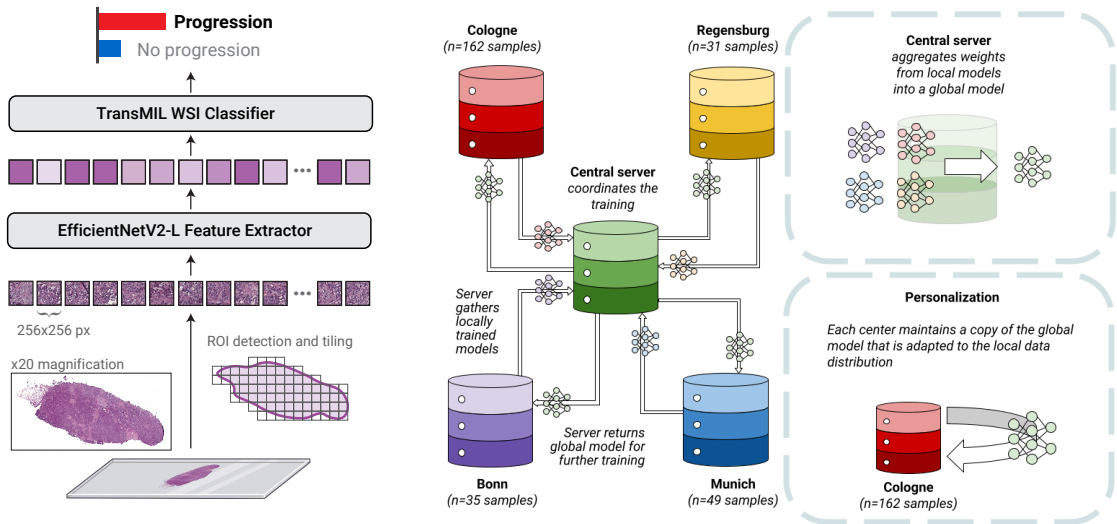 Progression
No progression
TransMIL WSI Classifier
EfficientNetV2-L Feature Extractor
256x256 px
x20 magnification
ROI detection and tiling
Cologne
(n=162 samples)
Regensburg
(n=31 samples)
Central server
coordinates the
training
Server
gathers
locally
trained
models
Server returns
global model for
further training
Bonn
(n=35 samples)
Munich
(n=49 samples)
Central server
aggregates weights
from local models
into a global model
Personalization
Each center maintains a copy of the global
model that is adapted to the local data
distribution
Cologne
(n=162 samples)